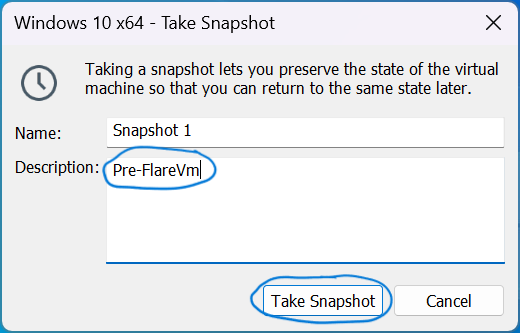 Windows 10 x64 - Take Snapshot
Taking a snapshot lets you preserve the state of the virtual
machine so that you can return to the same state later.
Name:
Snapshot 1
Description:
Pre-FlareVm
Take Snapshot
Cancel